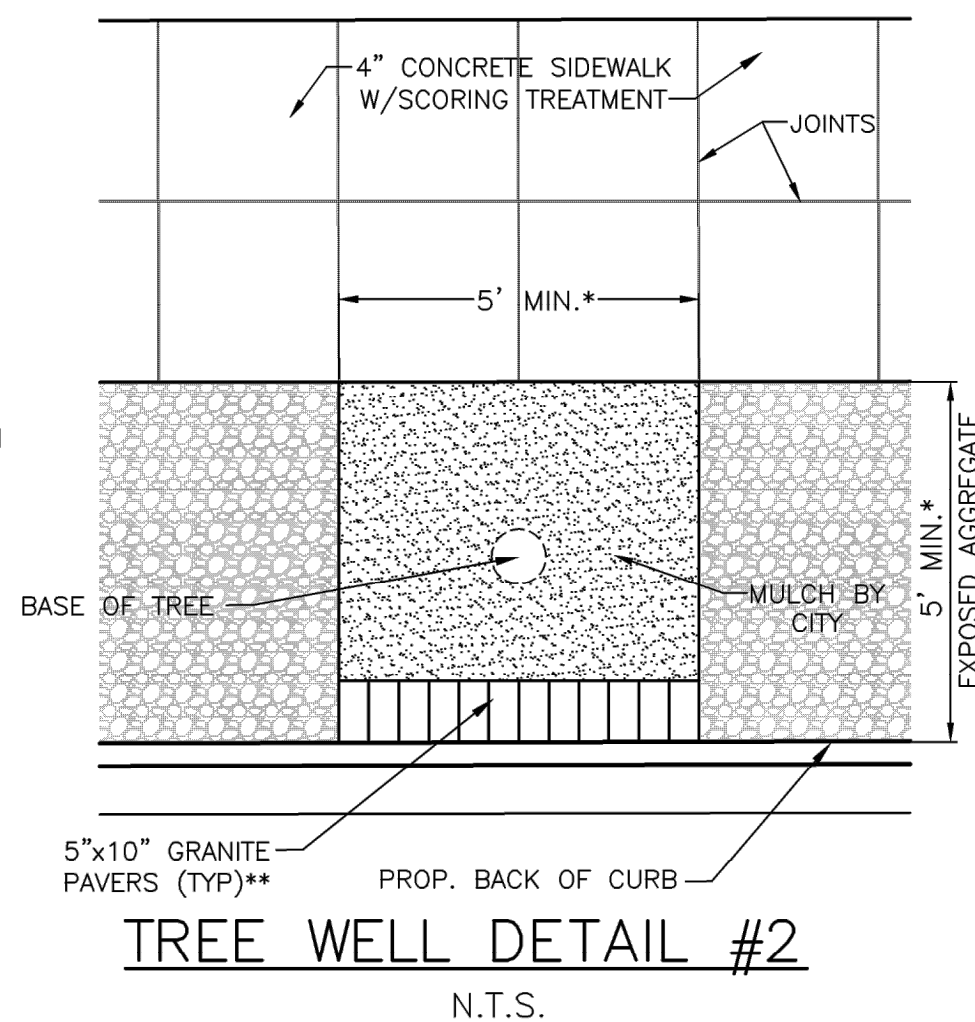 4” CONCRETE SIDEWALK
W/SCORING TREATMENT
JOINTS
5’ MIN.*
5’ MIN.*
EXPOSED AGGREGATE
BASE OF TREE
MULCH BY
CITY
5”x10” GRANITE
PAVERS (TYP)**
PROP. BACK OF CURB
TREE WELL DETAIL #2
N.T.S.